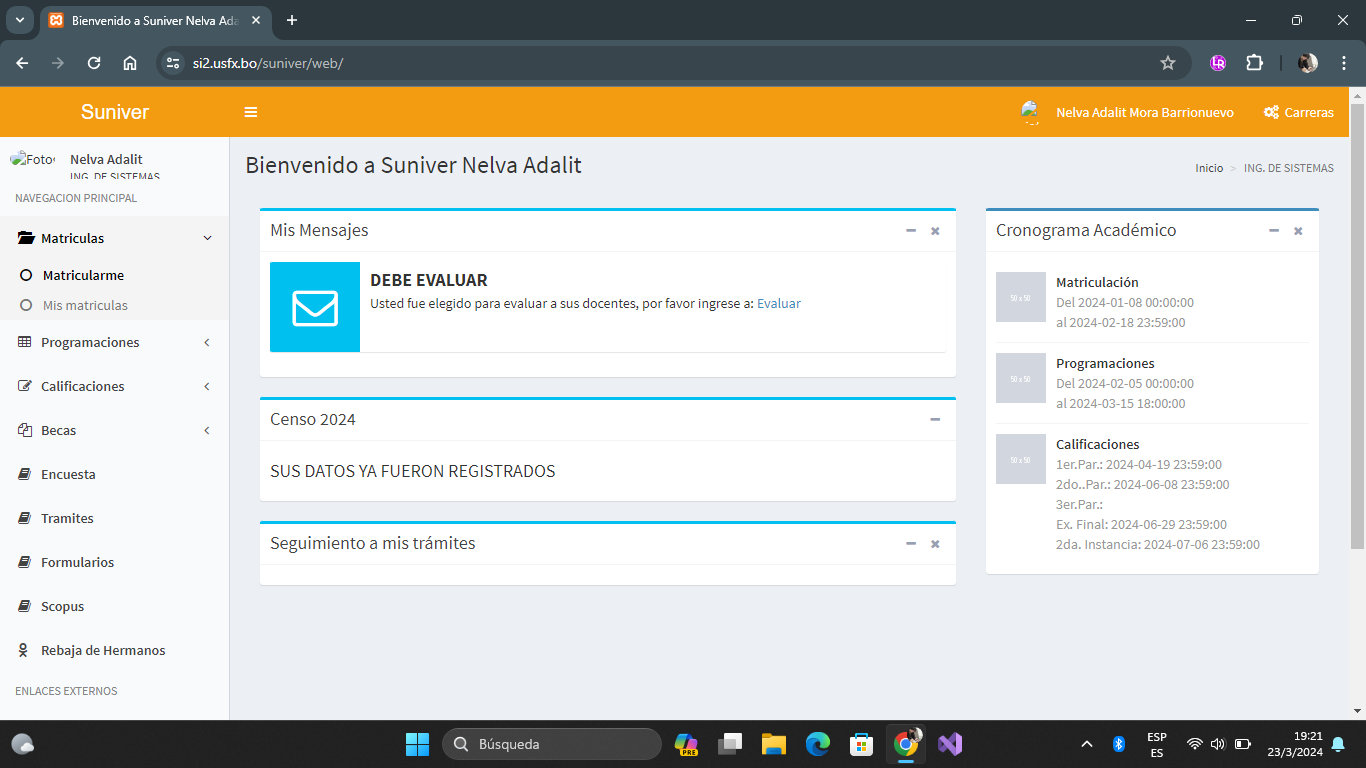 Bienvenido a Suniver Nelva Ada
si2.usfx.bo/suniver/web/
Suniver
Nelva Adalit Mora Barrionuevo
Carreras
Foto
Nelva Adalit
ING. DE SISTEMAS
NAVEGACION PRINCIPAL
Matriculas
Matricularme
Mis matriculas
Programaciones
Calificaciones
Becas
Encuesta
Tramites
Formularios
Scopus
Rebaja de Hermanos
ENLACES EXTERNOS
Bienvenido a Suniver Nelva Adalit
Inicio > ING. DE SISTEMAS
Mis Mensajes
DEBE EVALUAR
Usted fue elegido para evaluar a sus docentes, por favor ingrese a: Evaluar
Censo 2024
SUS DATOS YA FUERON REGISTRADOS
Seguimiento a mis trámites
Cronograma Académico
50 x 50
Matriculación
Del 2024-01-08 00:00:00
al 2024-02-18 23:59:00
50 x 50
Programaciones
Del 2024-02-05 00:00:00
al 2024-03-15 18:00:00
50 x 50
Calificaciones
1er.Par.: 2024-04-19 23:59:00
2do..Par.: 2024-06-08 23:59:00
3er.Par.:
Ex. Final: 2024-06-29 23:59:00
2da. Instancia: 2024-07-06 23:59:00
Búsqueda
PRE
ESP
ES
19:21
23/3/2024